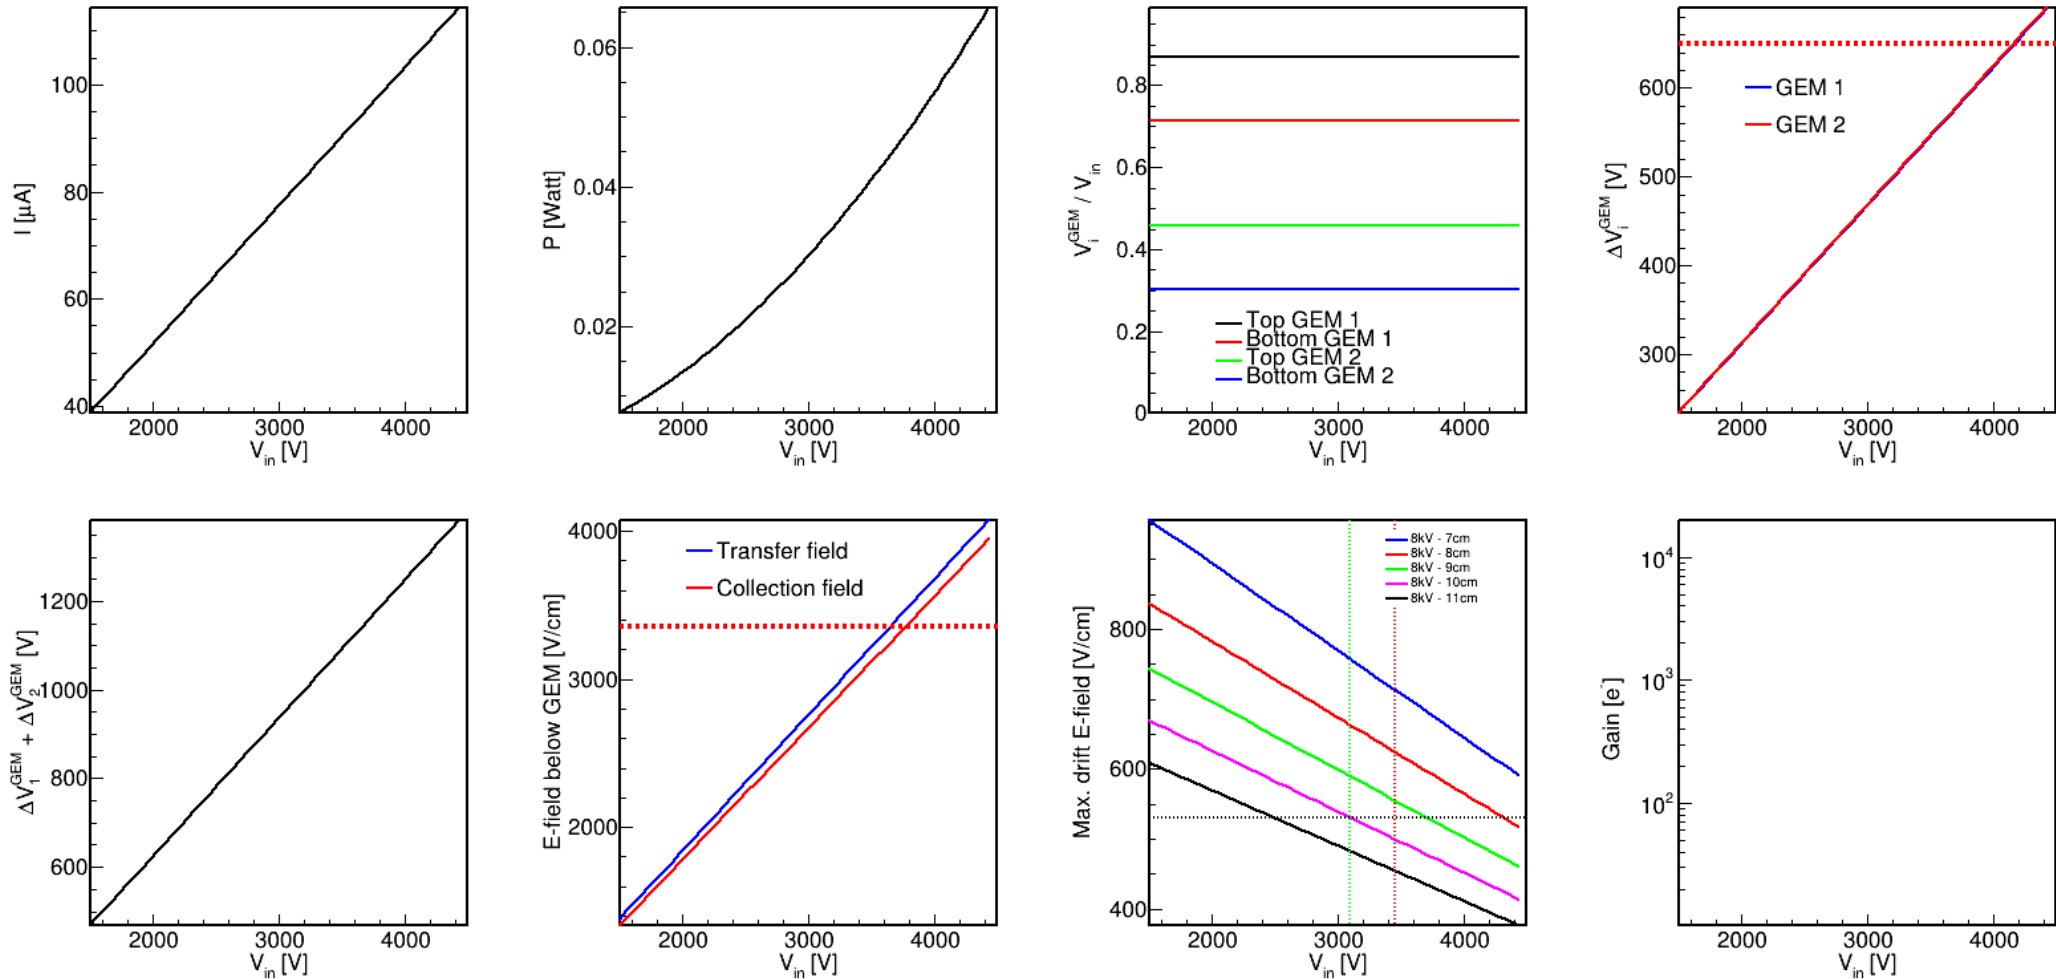 I [μA]
100
80
60
40
2000 3000 4000
V_in [V]
P [Watt]
0.06
0.04
0.02
2000 3000 4000
V_in [V]
V_i^GEM / V_in
0.8
0.6
0.4
0.2
0
Top GEM 1
Bottom GEM 1
Top GEM 2
Bottom GEM 2
2000 3000 4000
V_in [V]
ΔV_i^GEM [V]
600
500
400
300
GEM 1
GEM 2
2000 3000 4000
V_in [V]
ΔV_1^GEM + ΔV_2^GEM [V]
1200
1000
800
600
2000 3000 4000
V_in [V]
E-field below GEM [V/cm]
4000
3000
2000
Transfer field
Collection field
2000 3000 4000
V_in [V]
Max. drift E-field [V/cm]
800
600
400
8kV - 7cm
8kV - 8cm
8kV - 9cm
8kV - 10cm
8kV - 11cm
2000 3000 4000
V_in [V]
Gain [e^-]
10^4
10^3
10^2
2000 3000 4000
V_in [V]